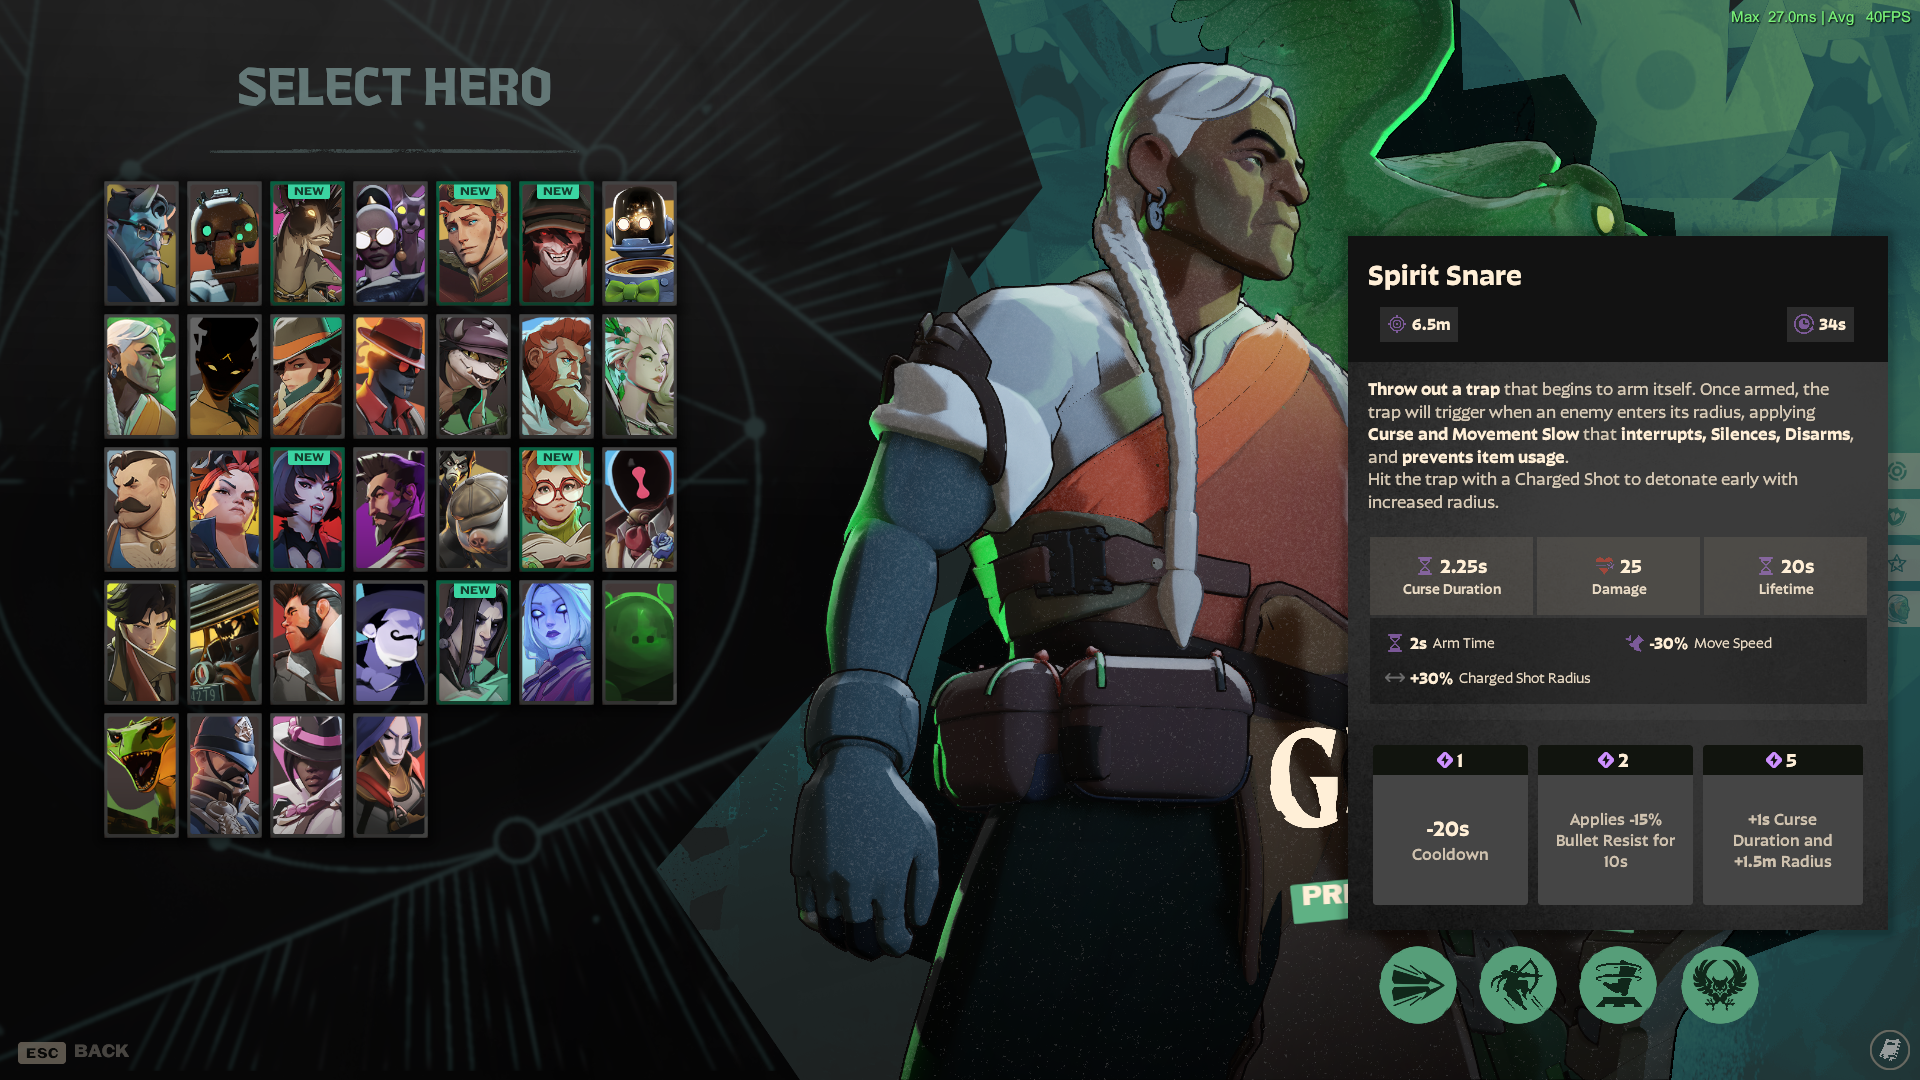 Max 27.0ms | Avg 40FPS
SELECT HERO
NEW
NEW
NEW
NEW
NEW
NEW
Spirit Snare
6.5m
34s
Throw out a trap that begins to arm itself. Once armed, the
trap will trigger when an enemy enters its radius, applying
Curse and Movement Slow that interrupts, Silences, Disarms,
and prevents item usage.
Hit the trap with a Charged Shot to detonate early with
increased radius.
2.25s
Curse Duration
25
Damage
20s
Lifetime
2s Arm Time
-30% Move Speed
+30% Charged Shot Radius
1
2
5
-20s
Cooldown
Applies -15%
Bullet Resist for
10s
+1s Curse
Duration and
+1.5m Radius
ESC BACK